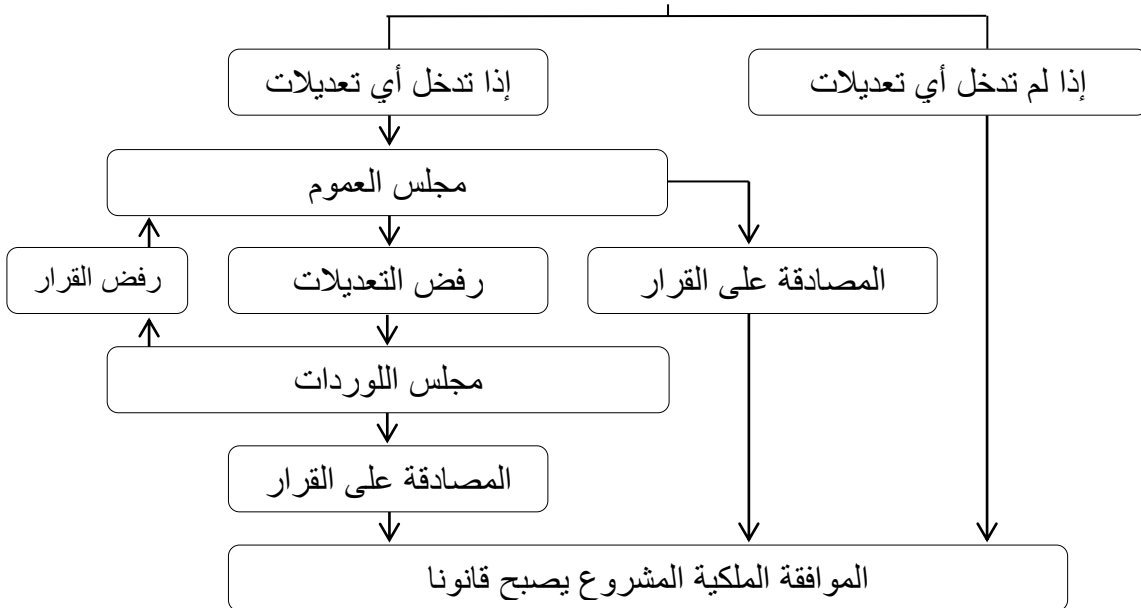 إذا لم تدخل أي تعديلات
إذا تدخل أي تعديلات
مجلس العموم
المصادقة على القرار
رفض التعديلات
رفض القرار
مجلس اللوردات
المصادقة على القرار
الموافقة الملكية المشروع يصبح قانونا